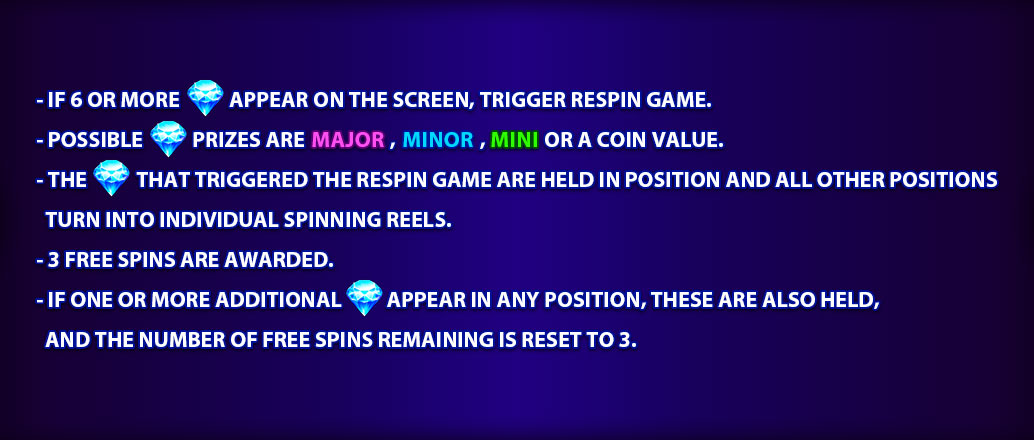 - IF 6 OR MORE APPEAR ON THE SCREEN, TRIGGER RESPIN GAME.
- POSSIBLE PRIZES ARE MAJOR , MINOR , MINI OR A COIN VALUE.
- THE THAT TRIGGERED THE RESPIN GAME ARE HELD IN POSITION AND ALL OTHER POSITIONS
TURN INTO INDIVIDUAL SPINNING REELS.
- 3 FREE SPINS ARE AWARDED.
- IF ONE OR MORE ADDITIONAL APPEAR IN ANY POSITION, THESE ARE ALSO HELD,
AND THE NUMBER OF FREE SPINS REMAINING IS RESET TO 3.